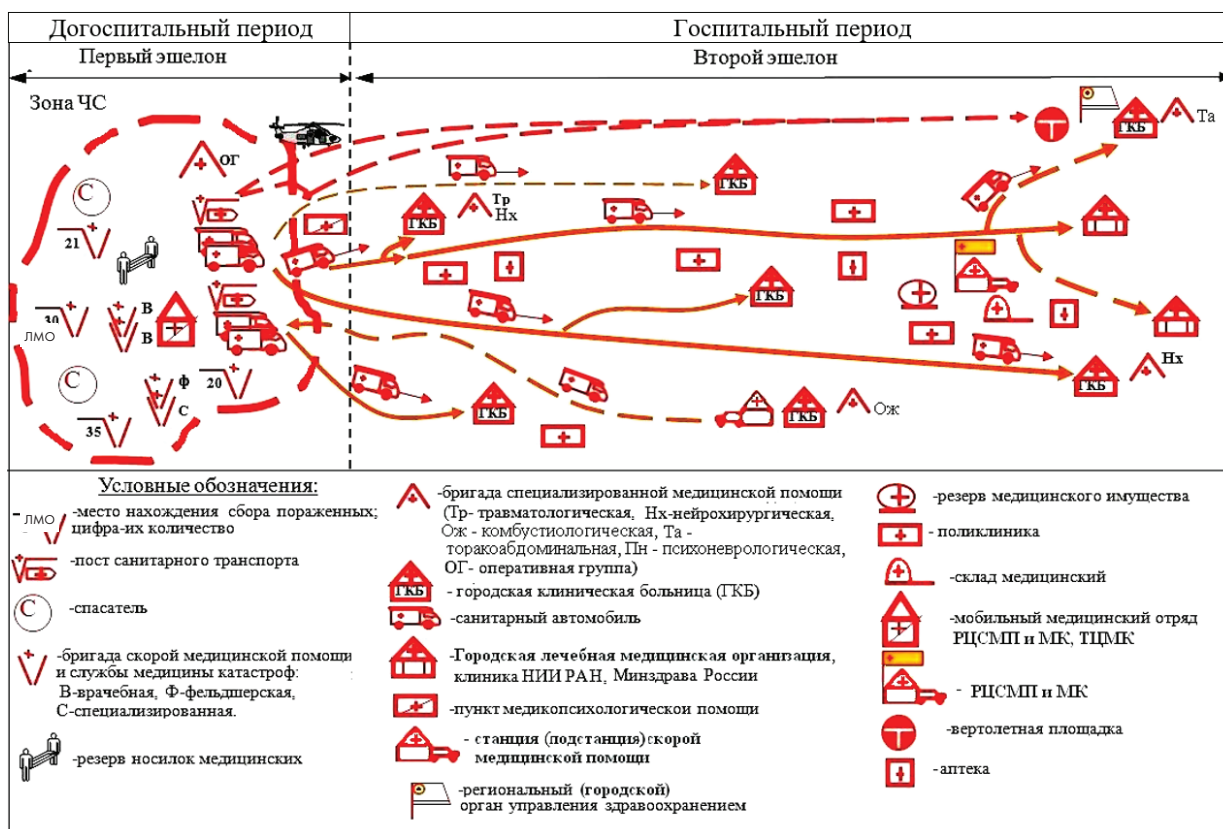 Догоспитальный период
Госпитальный период
Первый эшелон
Второй эшелон
Зона ЧС
ОГ
Та
ГКБ
С
ГКБ
Тр
Нх
ГКБ
21
ГКБ
30
В
ЛМО
В
Нх
С
ф
20
ГКБ
С
ГКБ
ГКБ
Ож
35
Условные обозначения:
ЛМО
-место нахождения сбора пораженных;
цифра-их количество
-пост санитарного транспорта
С
-спасатель
-бригада скорой медицинской помощи
и службы медицины катастроф:
В-врачебная, Ф-фельдшерская,
С-специализированная.
-резерв носилок медицинских
-бригада специализированной медицинской помощи
(Тр- травматологическая, Нх-нейрохирургическая,
Ож - комбустиологическая, Та -
торакоабдоминальная, Пн - психоневрологическая,
ОГ- оперативная группа)
ГКБ
- городская клиническая больница (ГКБ)
-санитарный автомобиль
-Городская лечебная медицинская организация,
клиника НИИ РАН, Минздрава России
-пункт медикопсихологической помощи
- станция (подстанция)скорой
медицинской помощи
-региональный (городской)
орган управления здравоохранением
-резерв медицинского имущества
- поликлиника
-склад медицинский
-мобильный медицинский отряд
РЦСМП и МК, ТЦМК
- РЦСМП и МК
-вертолетная площадка
-аптека